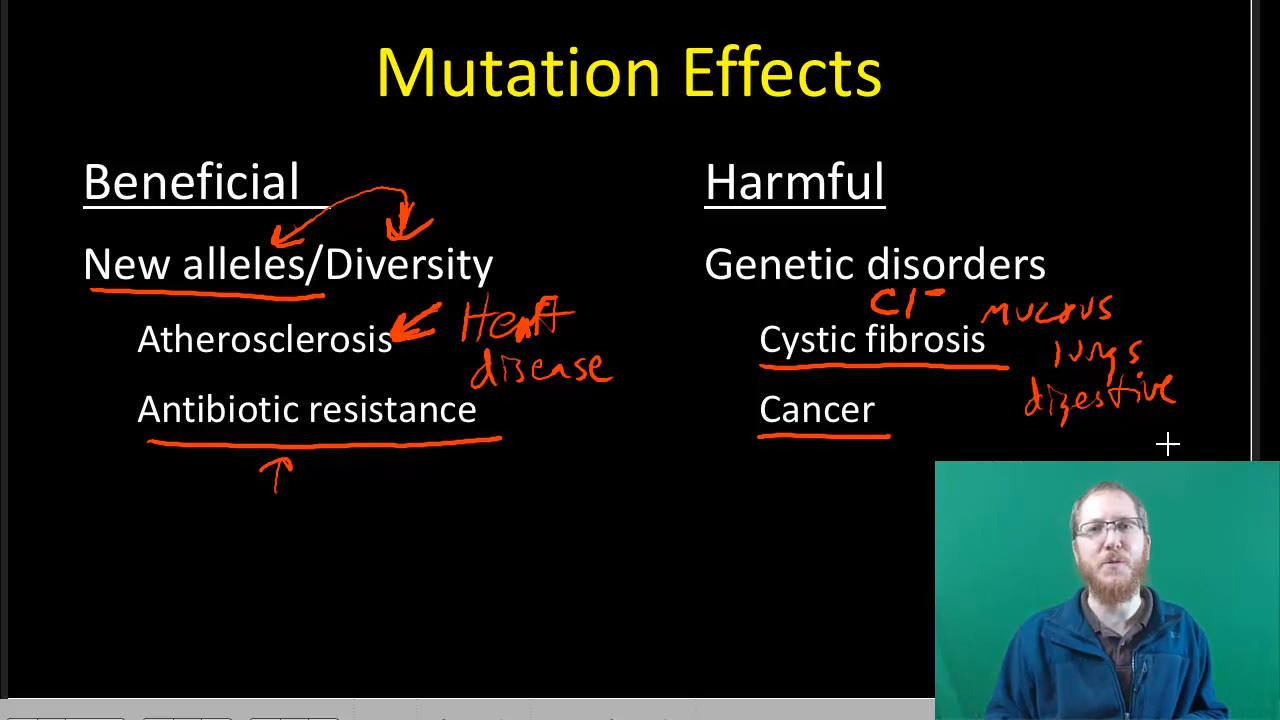 Mutation Effects
Beneficial
New alleles/Diversity
Atherosclerosis
Heart
disease
Antibiotic resistance
Harmful
Genetic disorders
Cl-
mucous
Cystic fibrosis
lungs
digestive
Cancer